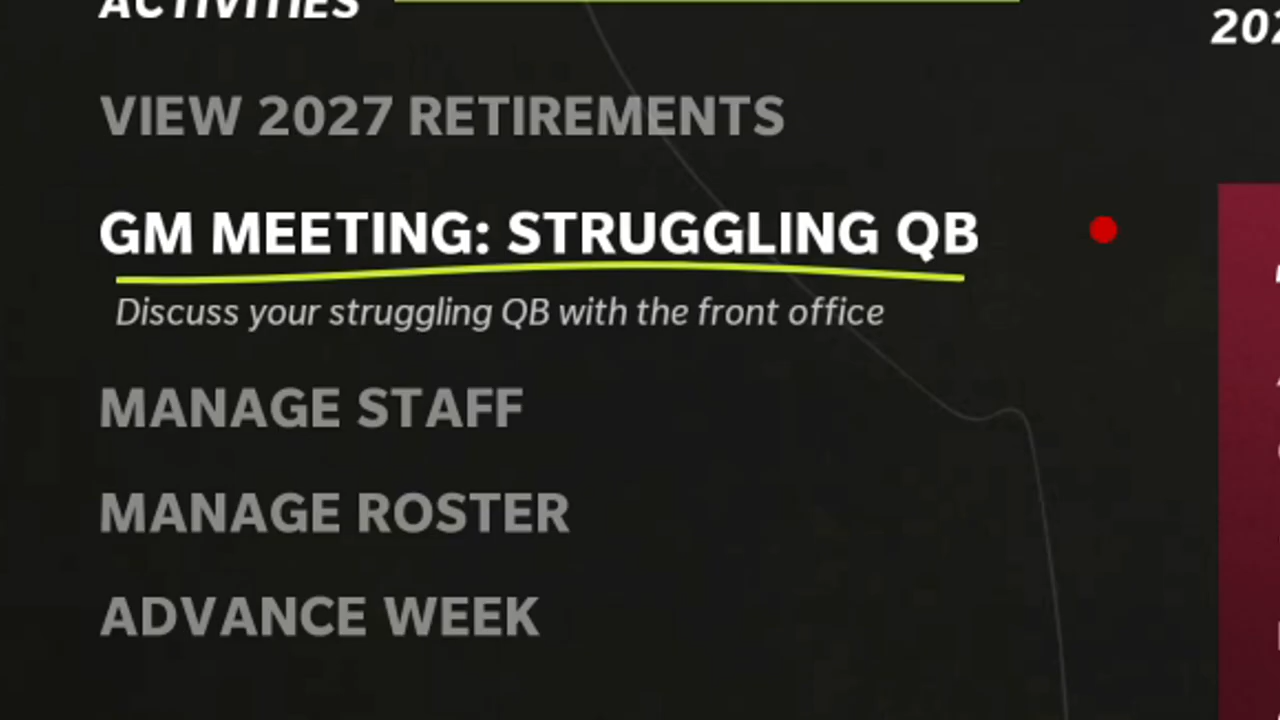 ACTIVITIES
VIEW 2027 RETIREMENTS
GM MEETING: STRUGGLING QB
Discuss your struggling QB with the front office
MANAGE STAFF
MANAGE ROSTER
ADVANCE WEEK